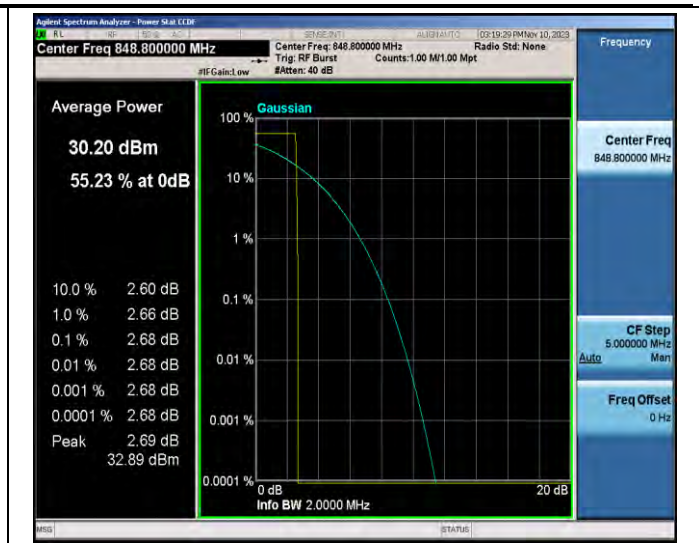 Agilent Spectrum Analyzer - Power Stat CCDF
RL RF 50 Ω AC SENSE:INT ALIGN AUTO 03:19:29 PM Nov 10, 2023
Center Freq 848.800000 MHz
Center Freq: 848.800000 MHz Radio Std: None
Trig: RF Burst Counts:1.00 M/1.00 Mpt
#IFGain:Low #Atten: 40 dB
Frequency
Average Power
30.20 dBm
55.23 % at 0dB
10.0 % 2.60 dB
1.0 % 2.66 dB
0.1 % 2.68 dB
0.01 % 2.68 dB
0.001 % 2.68 dB
0.0001 % 2.68 dB
Peak 2.69 dB
32.89 dBm
Gaussian
100 %
10 %
1 %
0.1 %
0.01 %
0.001 %
0.0001 %
0 dB 20 dB
Info BW 2.0000 MHz
Center Freq
848.800000 MHz
CF Step
5.000000 MHz
Auto Man
Freq Offset
0 Hz
MSG STATUS